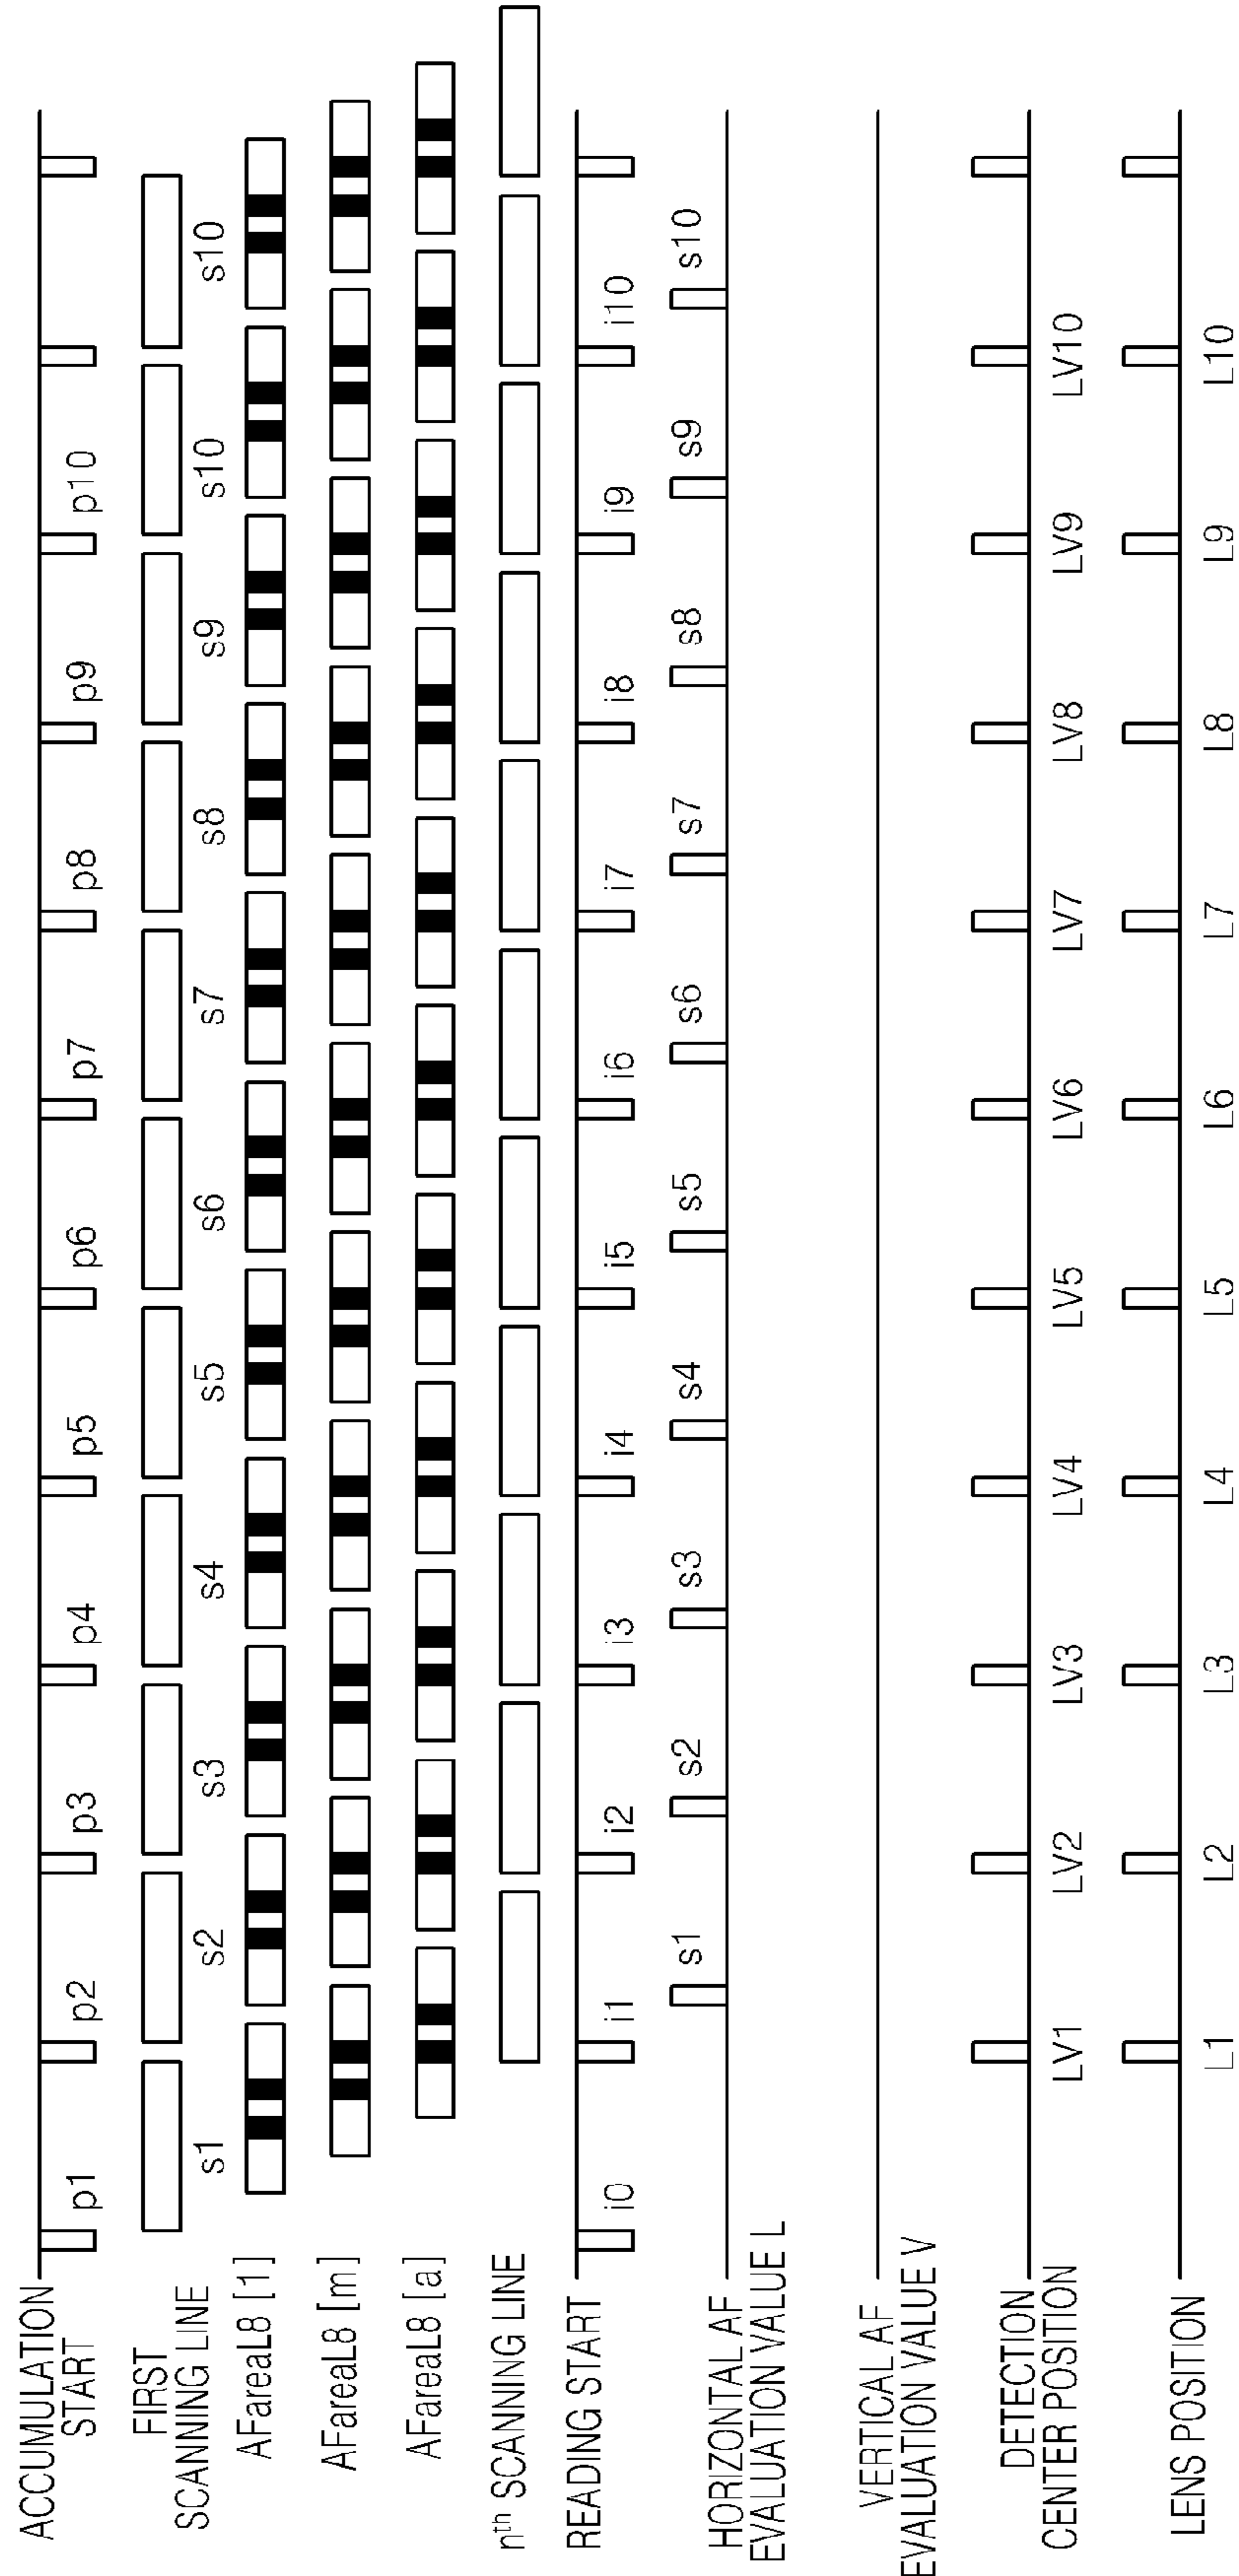 ACCUMULATION
START
p1 p2 p3 p4 p5 p6 p7 p8 p9 p10
FIRST
SCANNING LINE
s1 s2 s3 s4 s5 s6 s7 s8 s9 s10 s10
AFareaL8 [1]
AFareaL8 [m]
AFareaL8 [a]
nth SCANNING LINE
READING START
i0 i1 i2 i3 i4 i5 i6 i7 i8 i9 i10
HORIZONTAL AF
EVALUATION VALUE L
s1 s2 s3 s4 s5 s6 s7 s8 s9 s10
VERTICAL AF
EVALUATION VALUE V
DETECTION
CENTER POSITION
LV1 LV2 LV3 LV4 LV5 LV6 LV7 LV8 LV9 LV10
LENS POSITION
L1 L2 L3 L4 L5 L6 L7 L8 L9 L10